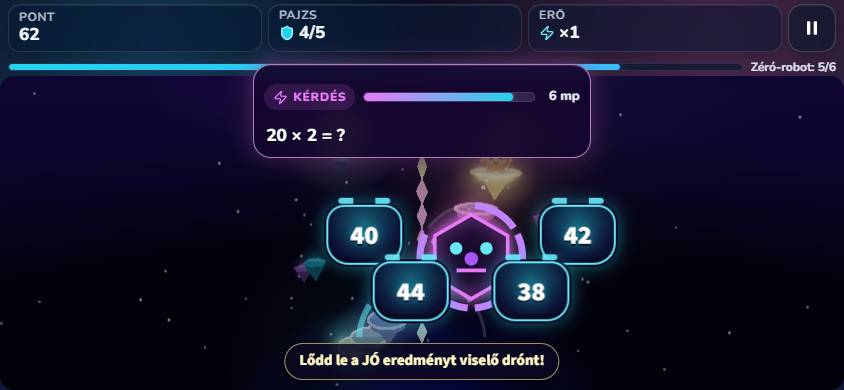 PONT
62
PAJZS
4/5
ERŐ
×1
Zéró-robot: 5/6
KÉRDÉS
6 mp
20 × 2 = ?
40
42
44
38
Lődd le a JÓ eredményt viselő drónt!